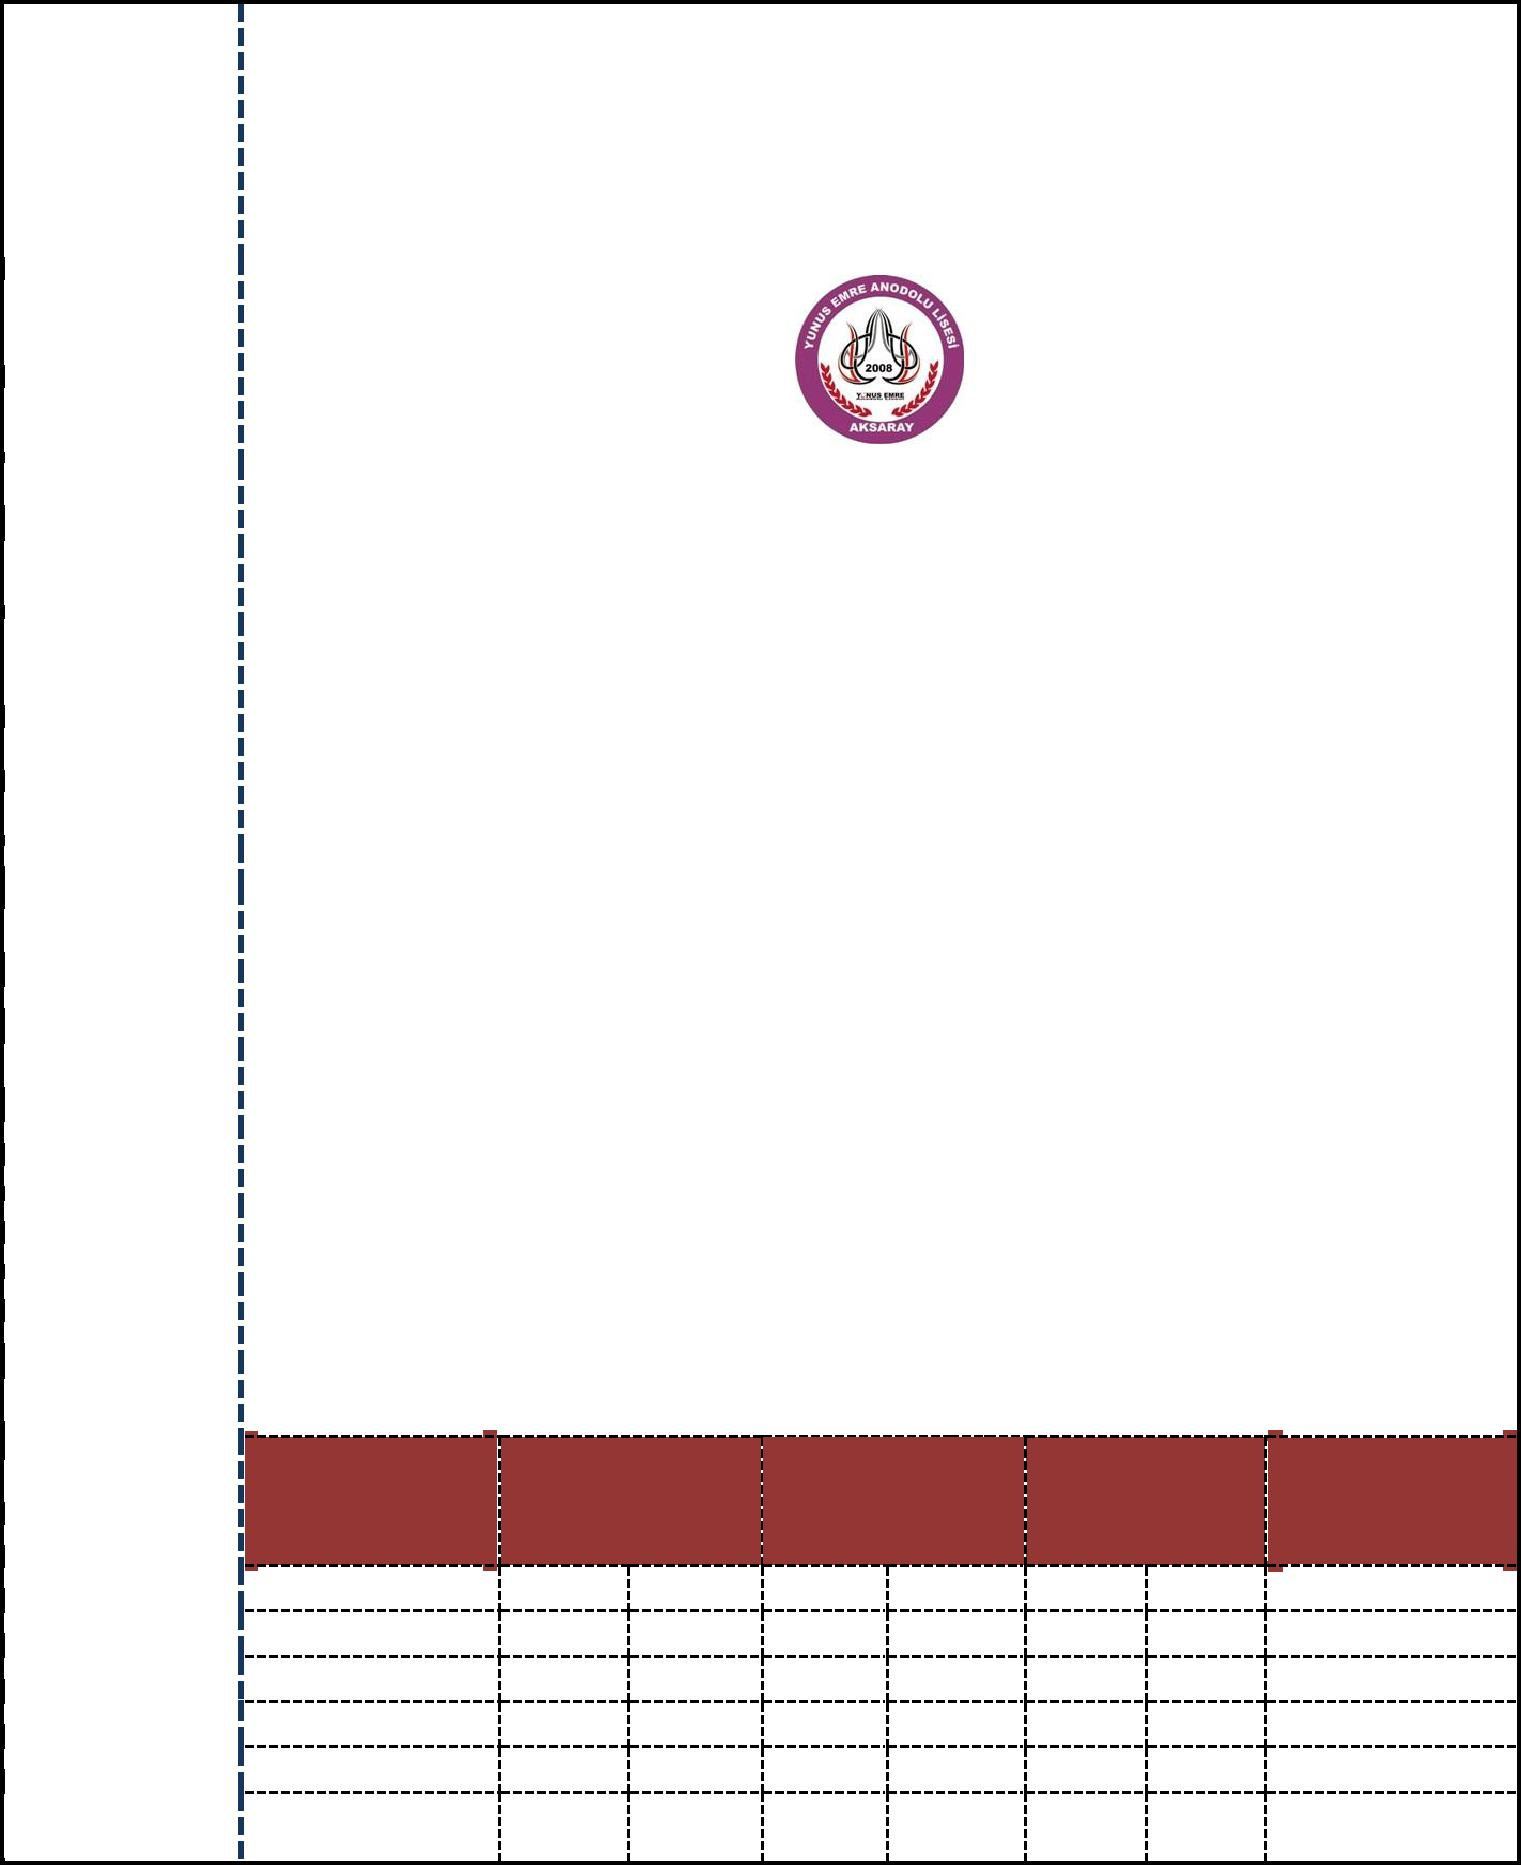 YUNUS EMRE ANODOLU LİSESİ
2008
YUNUS EMRE
AKSARAY